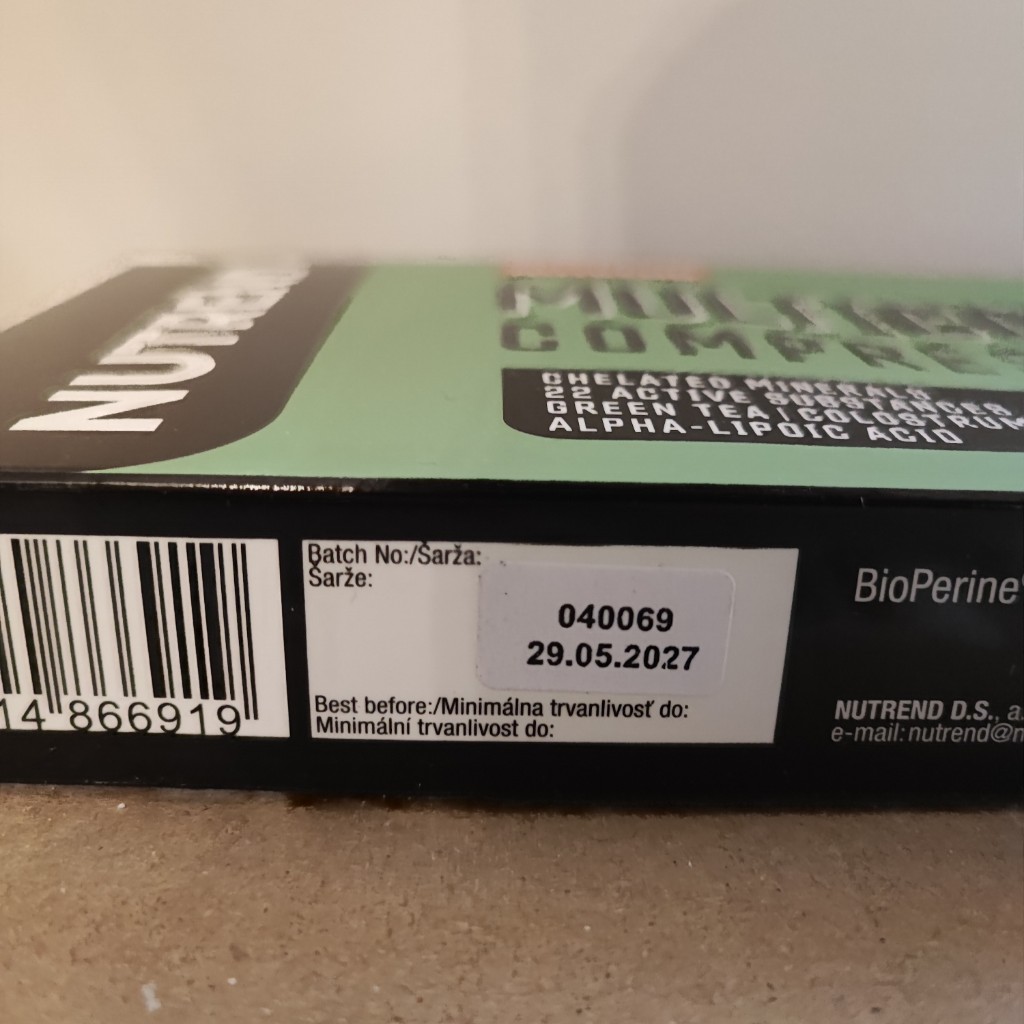 CHELATED MINERALS
22 ACTIVE SUBSTANCES
GREEN TEA | COLOSTRUM
ALPHA-LIPOIC ACID
14 866919
Batch No:/Šarža:
Šarže:
040069
29.05.2027
Best before:/Minimálna trvanlivosť do:
Minimální trvanlivost do:
BioPerine
NUTREND D.S., a.
e-mail: nutrend@n